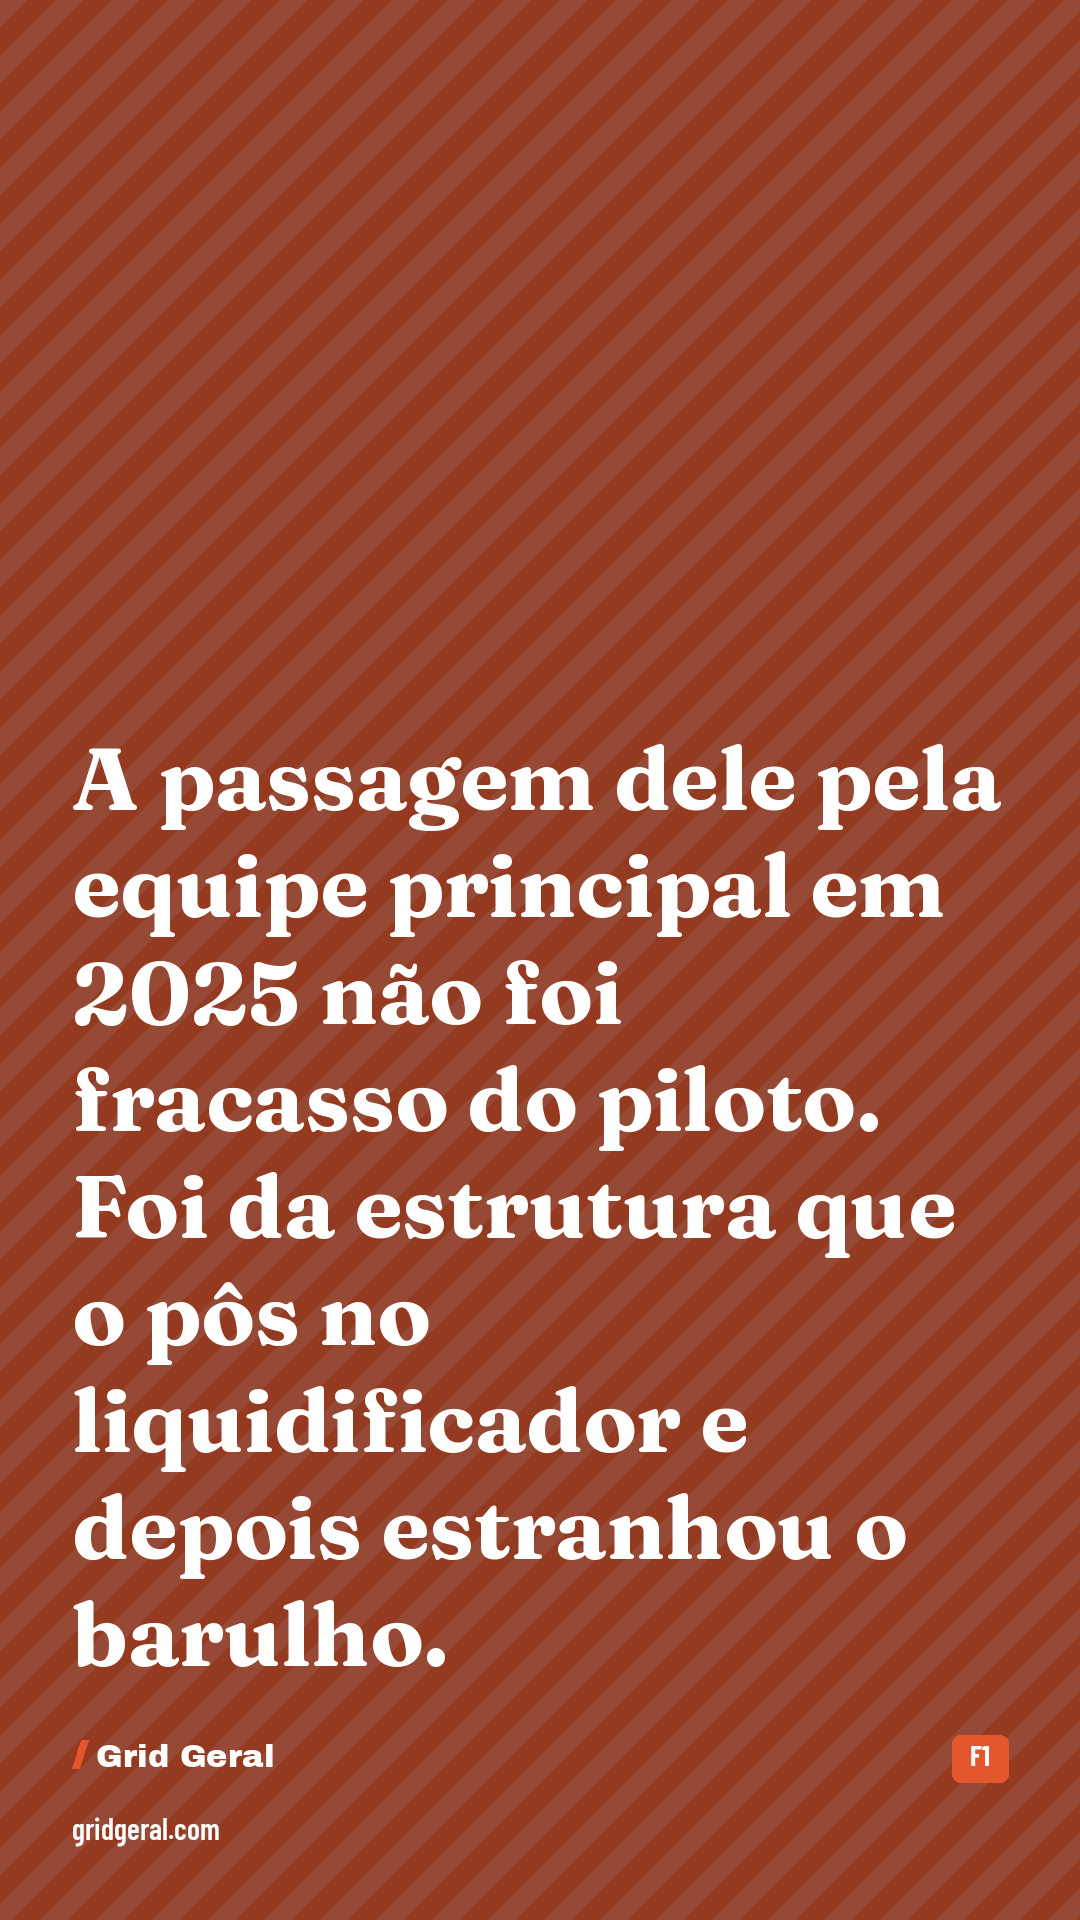 A passagem dele pela
equipe principal em
2025 não foi
fracasso do piloto.
Foi da estrutura que
o pôs no
liquidificador e
depois estranhou o
barulho.
/ Grid Geral
F1
gridgeral.com